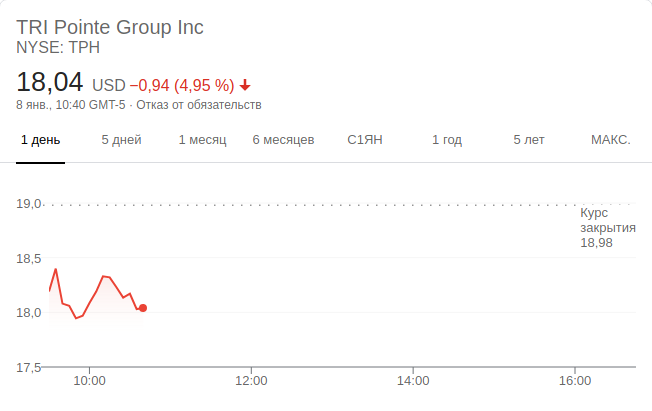 TRI Pointe Group Inc
NYSE: TPH
18,04 USD −0,94 (4,95 %)
8 янв., 10:40 GMT-5 · Отказ от обязательств
1 день 5 дней 1 месяц 6 месяцев С1ЯН 1 год 5 лет МАКС.
19,0
Курс
закрытия
18,98
18,5
18,0
17,5
10:00 12:00 14:00 16:00